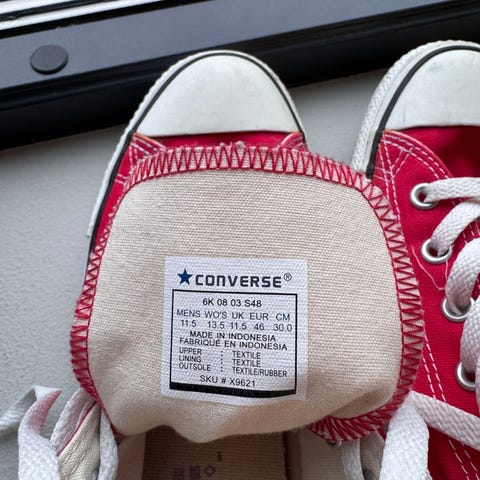 ★CONVERSE®
6K 08 03 S48
MENS WO'S UK EUR CM
11.5 13.5 11.5 46 30.0
MADE IN INDONESIA
FABRIQUÉ EN INDONESIA
UPPER : TEXTILE
LINING : TEXTILE
OUTSOLE : TEXTILE/RUBBER
SKU # X9621